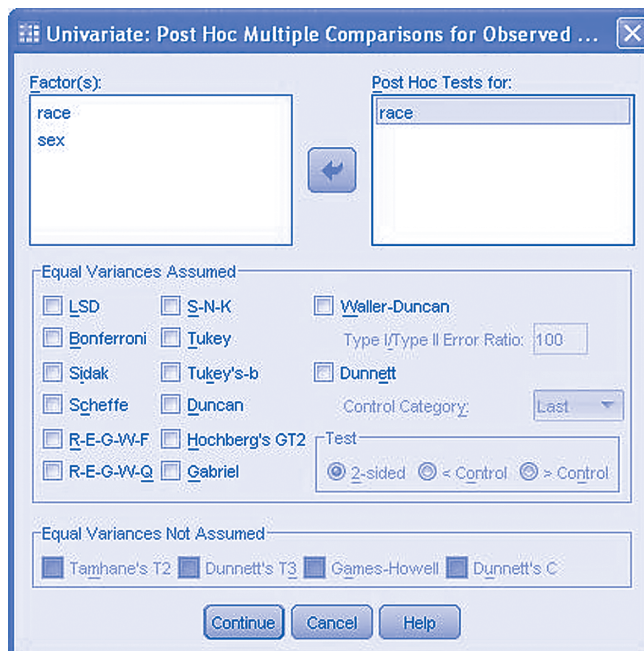 Univariate: Post Hoc Multiple Comparisons for Observed ...
Factor(s):
race
sex
Post Hoc Tests for:
race
Equal Variances Assumed
LSD
S-N-K
Waller-Duncan
Bonferroni
Tukey
Type I/Type II Error Ratio: 100
Sidak
Tukey's-b
Dunnett
Scheffe
Duncan
Control Category: Last
R-E-G-W-F
Hochberg's GT2
Test
R-E-G-W-Q
Gabriel
2-sided
< Control
> Control
Equal Variances Not Assumed
Tamhane's T2
Dunnett's T3
Games-Howell
Dunnett's C
Continue
Cancel
Help